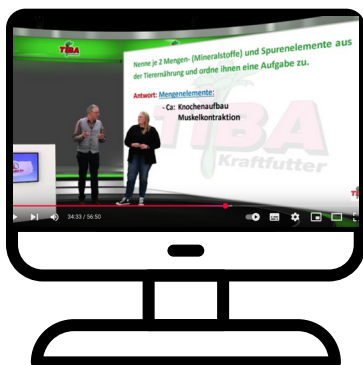 TIBA
Nenne je 2 Mengen- (Mineralstoffe) und Spurenelemente aus
der Tierernährung und ordne ihnen eine Aufgabe zu.
Antwort: Mengenelemente:
- Ca: Knochenaufbau
Muskelkontraktion
TIBA
Kraftfutter
34:33 / 56:50